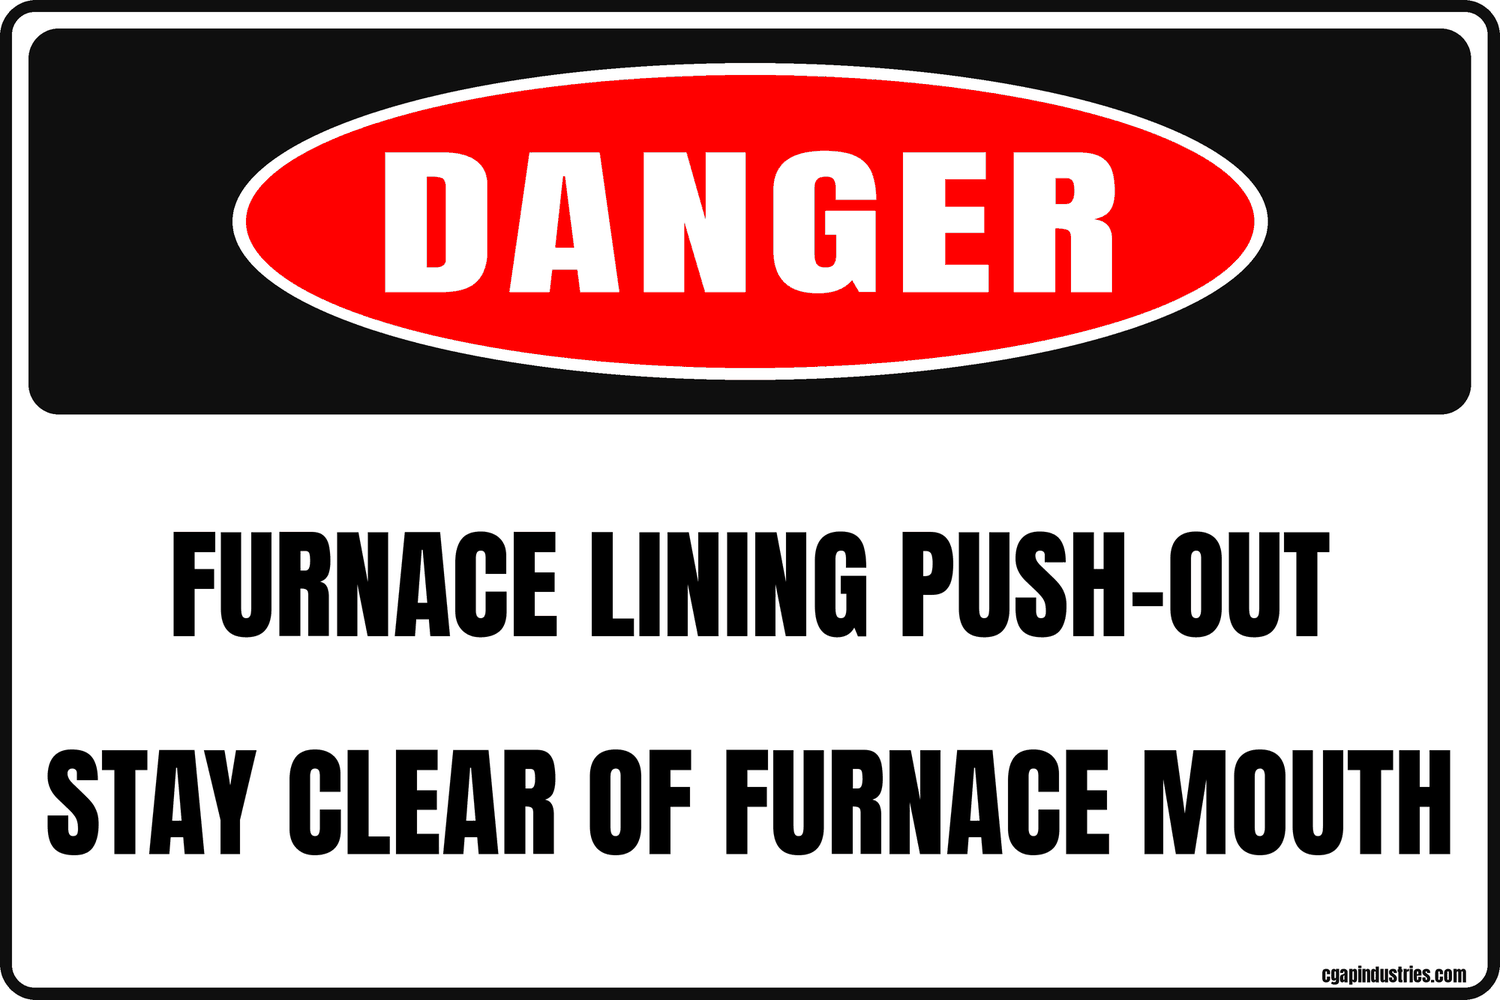 DANGER
FURNACE LINING PUSH-OUT
STAY CLEAR OF FURNACE MOUTH
cgapindustries.com